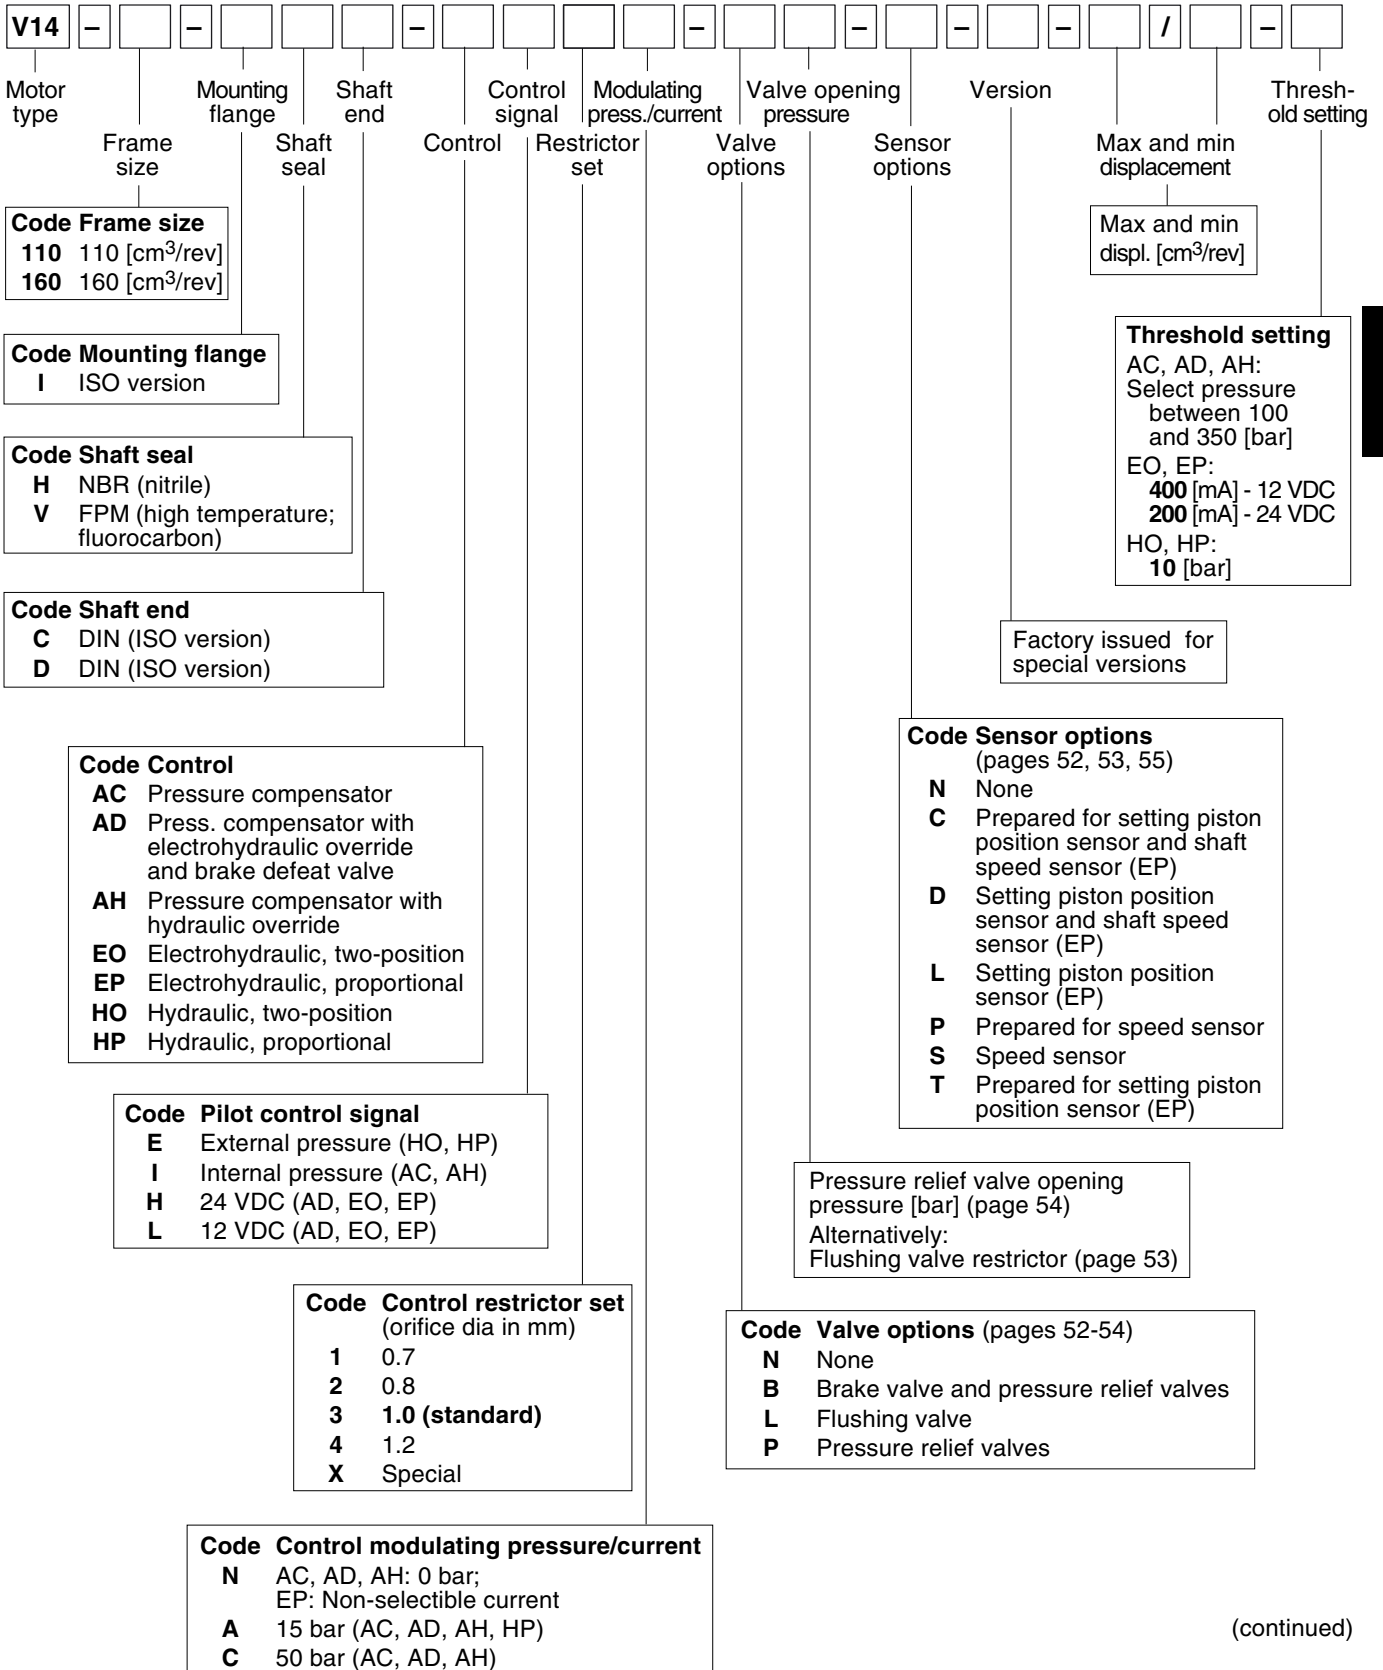 V14 – – – – – – – / –
Motor type
Frame size
Mounting flange
Shaft seal
Shaft end
Control
Control signal
Restrictor set
Modulating press./current
Valve options
Valve opening pressure
Sensor options
Version
Max and min displacement
Thresh-
old setting
Code Frame size
110 110 [cm³/rev]
160 160 [cm³/rev]
Max and min
displ. [cm³/rev]
Code Mounting flange
I ISO version
Threshold setting
AC, AD, AH:
Select pressure
between 100
and 350 [bar]
EO, EP:
400 [mA] - 12 VDC
200 [mA] - 24 VDC
HO, HP:
10 [bar]
Code Shaft seal
H NBR (nitrile)
V FPM (high temperature;
fluorocarbon)
Code Shaft end
C DIN (ISO version)
D DIN (ISO version)
Factory issued for
special versions
Code Control
AC Pressure compensator
AD Press. compensator with
electrohydraulic override
and brake defeat valve
AH Pressure compensator with
hydraulic override
EO Electrohydraulic, two-position
EP Electrohydraulic, proportional
HO Hydraulic, two-position
HP Hydraulic, proportional
Code Sensor options
(pages 52, 53, 55)
N None
C Prepared for setting piston
position sensor and shaft
speed sensor (EP)
D Setting piston position
sensor and shaft speed
sensor (EP)
L Setting piston position
sensor (EP)
P Prepared for speed sensor
S Speed sensor
T Prepared for setting piston
position sensor (EP)
Code Pilot control signal
E External pressure (HO, HP)
I Internal pressure (AC, AH)
H 24 VDC (AD, EO, EP)
L 12 VDC (AD, EO, EP)
Pressure relief valve opening
pressure [bar] (page 54)
Alternatively:
Flushing valve restrictor (page 53)
Code Control restrictor set
(orifice dia in mm)
1 0.7
2 0.8
3 1.0 (standard)
4 1.2
X Special
Code Valve options (pages 52-54)
N None
B Brake valve and pressure relief valves
L Flushing valve
P Pressure relief valves
Code Control modulating pressure/current
N AC, AD, AH: 0 bar;
EP: Non-selectible current
A 15 bar (AC, AD, AH, HP)
C 50 bar (AC, AD, AH)
(continued)